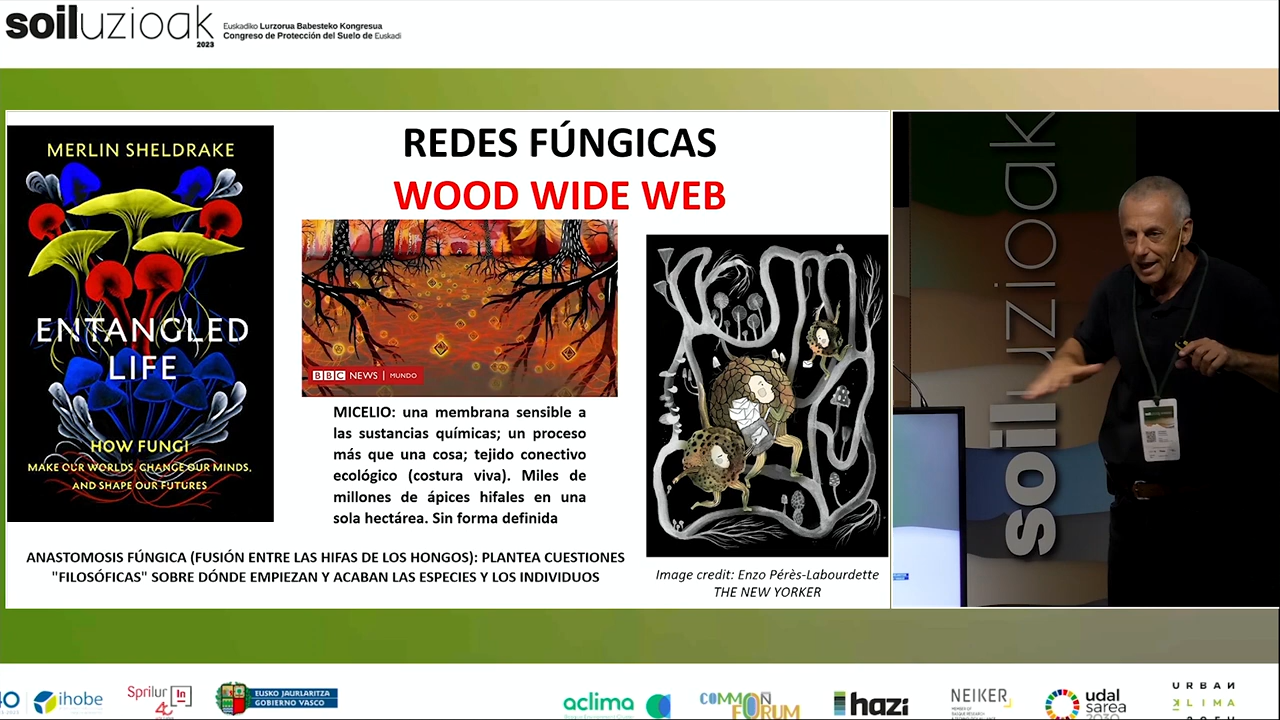 soiluzioak
2023
Euskadiko Lurzorua Babesteko Kongresua
Congreso de Protección del Suelo de Euskadi
MERLIN SHELDRAKE
ENTANGLED
LIFE
HOW FUNGI
MAKE OUR WORLDS, CHANGE OUR MINDS,
AND SHAPE OUR FUTURES
REDES FÚNGICAS
WOOD WIDE WEB
BBC NEWS | MUNDO
MICELIO: una membrana sensible a
las sustancias químicas; un proceso
más que una cosa; tejido conectivo
ecológico (costura viva). Miles de
millones de ápices hifales en una
sola hectárea. Sin forma definida
ANASTOMOSIS FÚNGICA (FUSIÓN ENTRE LAS HIFAS DE LOS HONGOS): PLANTEA CUESTIONES
"FILOSÓFICAS" SOBRE DÓNDE EMPIEZAN Y ACABAN LAS ESPECIES Y LOS INDIVIDUOS
Image credit: Enzo Pérès-Labourdette
THE NEW YORKER
soiluzioak
ihobe
Sprilur In
EUSKO JAURLARITZA
GOBIERNO VASCO
aclima
COMMON
FORUM
hazi
NEIKER
udal
sarea
2030
URBAN
KLIMA